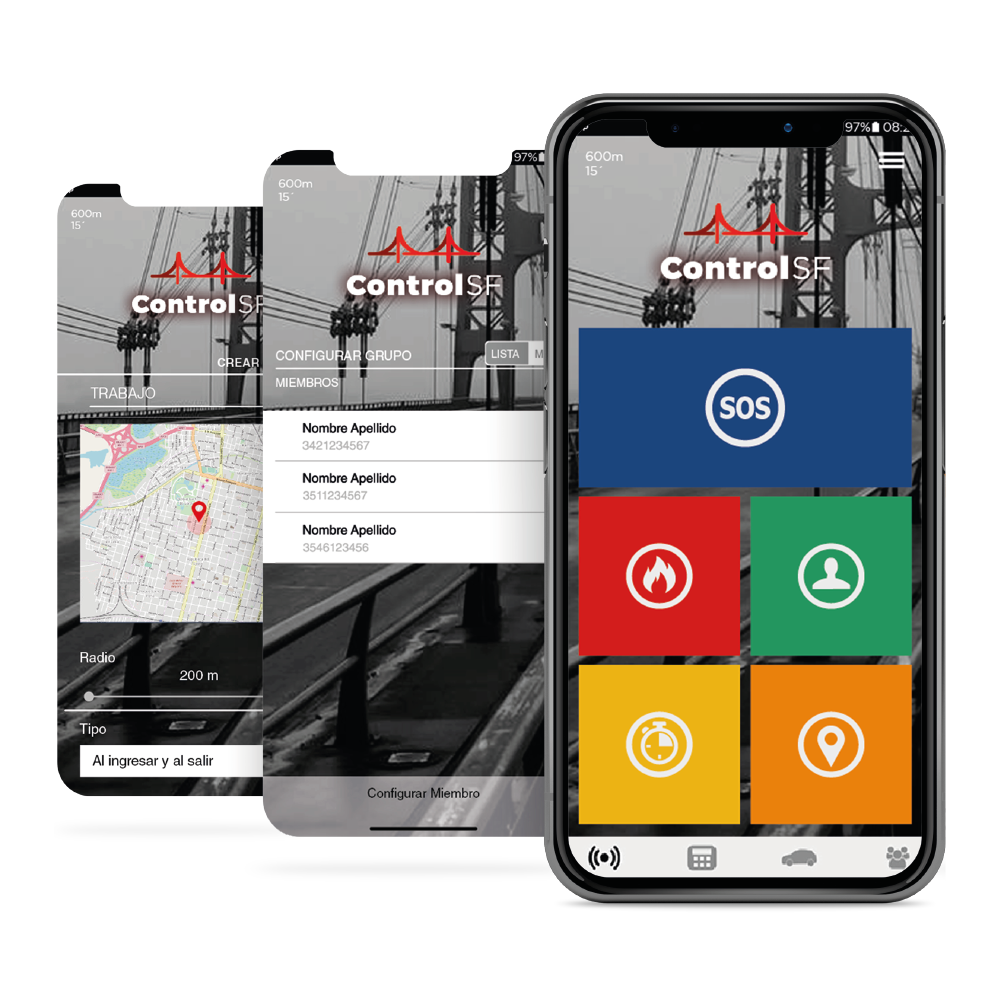 600m
15´
ControlSF
CREAR
TRABAJO
Radio
200 m
Tipo
Al ingresar y al salir
97%
600m
15´
ControlSF
CONFIGURAR GRUPO
LISTA
MIEMBROS
Nombre Apellido
3421234567
Nombre Apellido
3511234567
Nombre Apellido
3546123456
Configurar Miembro
97% 08:2
600m
15´
ControlSF
SOS